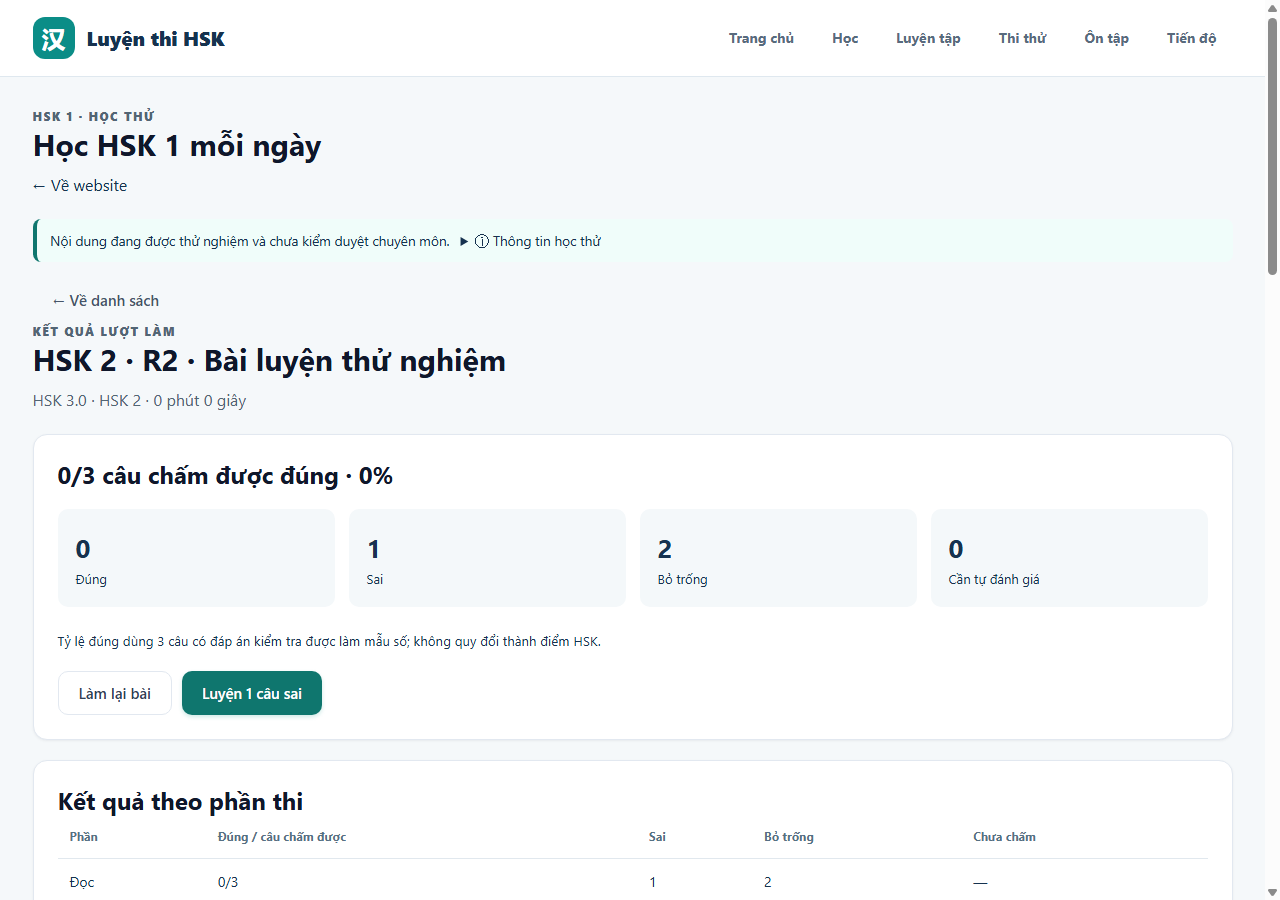 汉 Luyện thi HSK Trang chủ Học Luyện tập Thi thử Ôn tập Tiến độ
HSK 1 · HỌC THỬ
Học HSK 1 mỗi ngày
← Về website
Nội dung đang được thử nghiệm và chưa kiểm duyệt chuyên môn. ▶ ⓘ Thông tin học thử
← Về danh sách
KẾT QUẢ LƯỢT LÀM
HSK 2 · R2 · Bài luyện thử nghiệm
HSK 3.0 · HSK 2 · 0 phút 0 giây
0/3 câu chấm được đúng · 0%
0 1 2 0
Đúng Sai Bỏ trống Cần tự đánh giá
Tỷ lệ đúng dùng 3 câu có đáp án kiểm tra được làm mẫu số; không quy đổi thành điểm HSK.
Làm lại bài Luyện 1 câu sai
Kết quả theo phần thi
Phần Đúng / câu chấm được Sai Bỏ trống Chưa chấm
Đọc 0/3 1 2 —